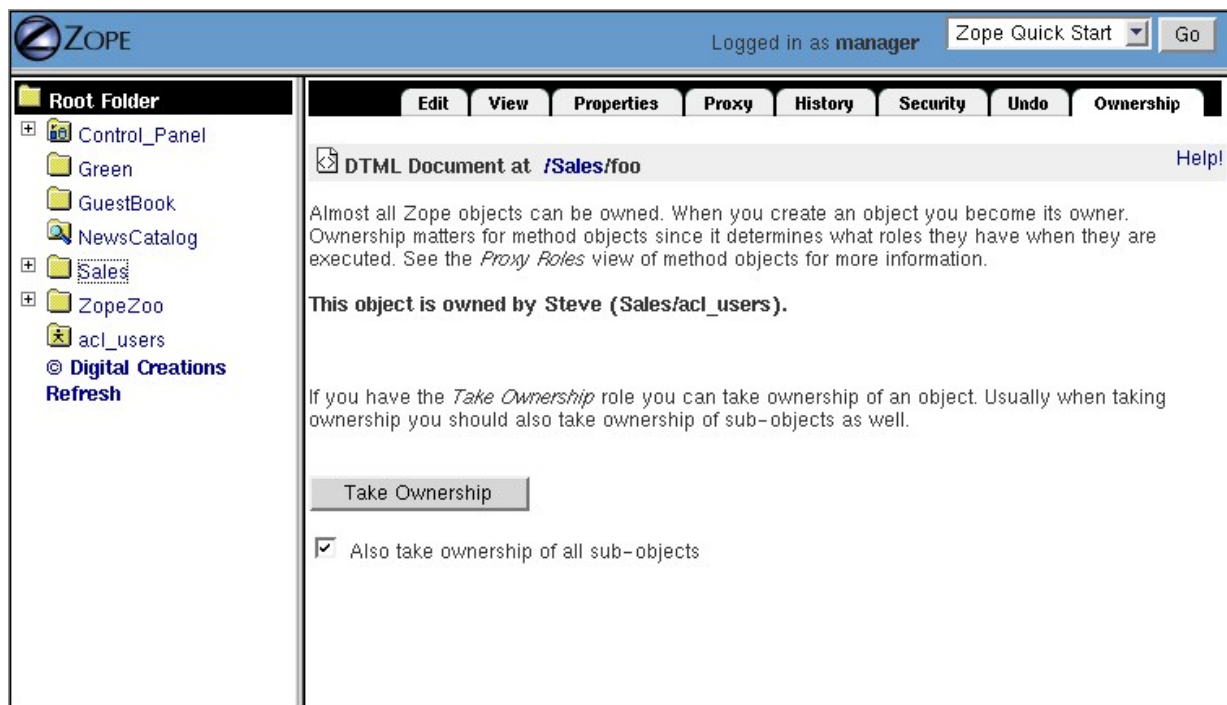 ZOPE
Logged in as manager
Zope Quick Start
Go
Root Folder
Control_Panel
Green
GuestBook
NewsCatalog
Sales
ZopeZoo
acl_users
© Digital Creations
Refresh
Edit View Properties Proxy History Security Undo Ownership
DTML Document at /Sales/foo
Help!
Almost all Zope objects can be owned. When you create an object you become its owner.
Ownership matters for method objects since it determines what roles they have when they are
executed. See the Proxy Roles view of method objects for more information.
This object is owned by Steve (Sales/acl_users).
If you have the Take Ownership role you can take ownership of an object. Usually when taking
ownership you should also take ownership of sub-objects as well.
Take Ownership
Also take ownership of all sub-objects